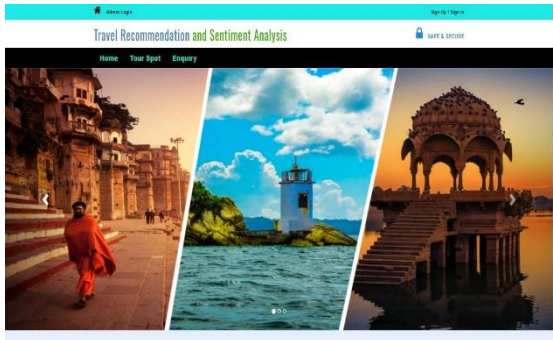 Admin Login
Sign Up / Sign In
Travel Recommendation and Sentiment Analysis
SAFE & SECURE
Home Tour Spot Enquiry